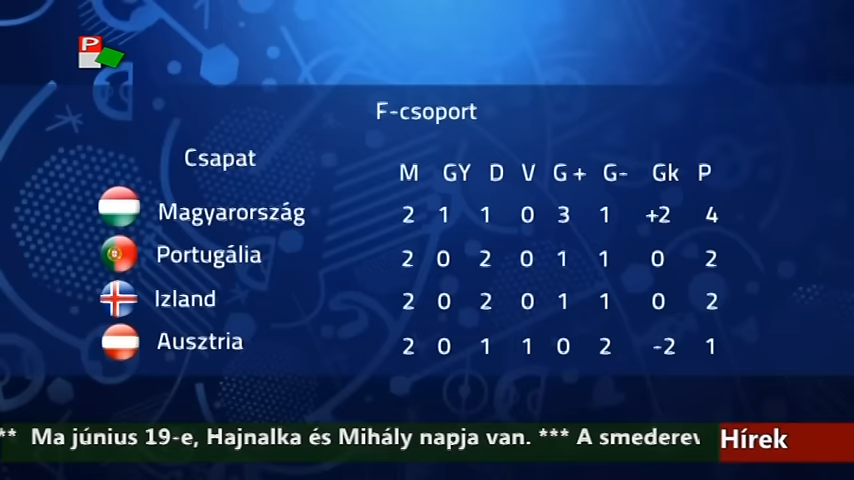 P
F-csoport
Csapat M GY D V G+ G- Gk P
Magyarország 2 1 1 0 3 1 +2 4
Portugália 2 0 2 0 1 1 0 2
Izland 2 0 2 0 1 1 0 2
Ausztria 2 0 1 1 0 2 -2 1
** Ma június 19-e, Hajnalka és Mihály napja van. *** A smederev Hírek